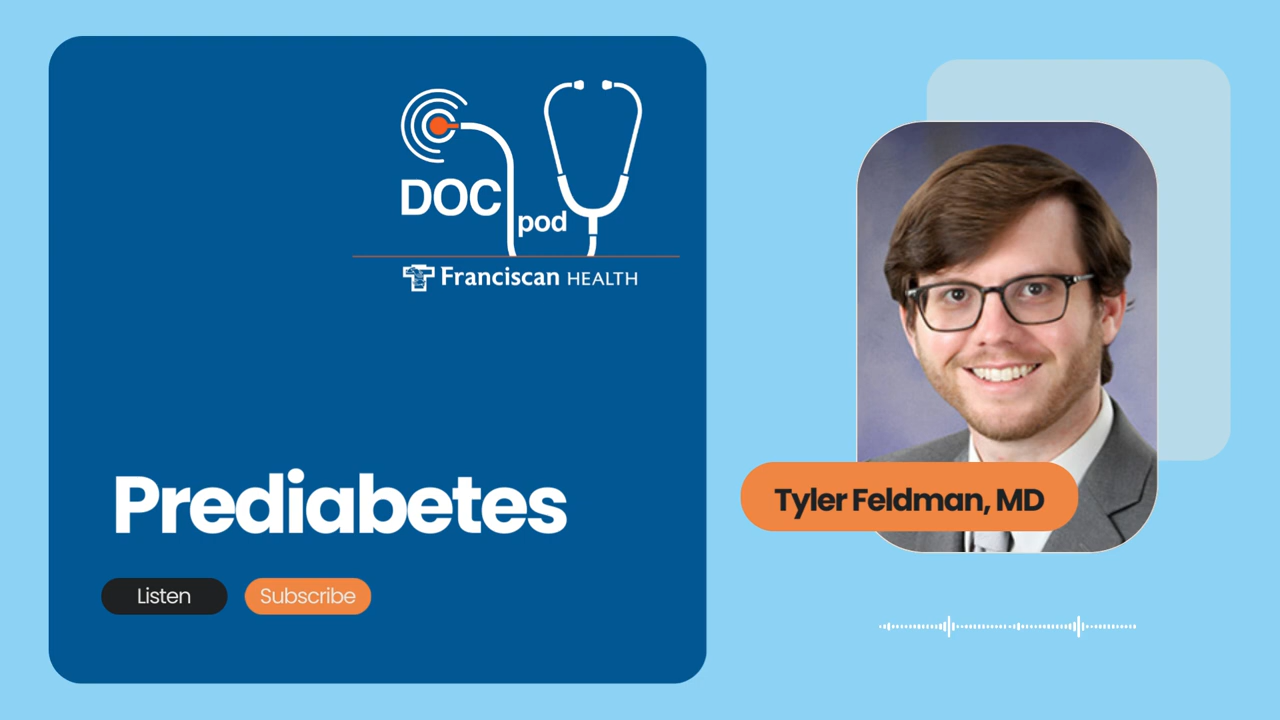 DOC
pod
Franciscan HEALTH
Prediabetes
Listen
Subscribe
Tyler Feldman, MD